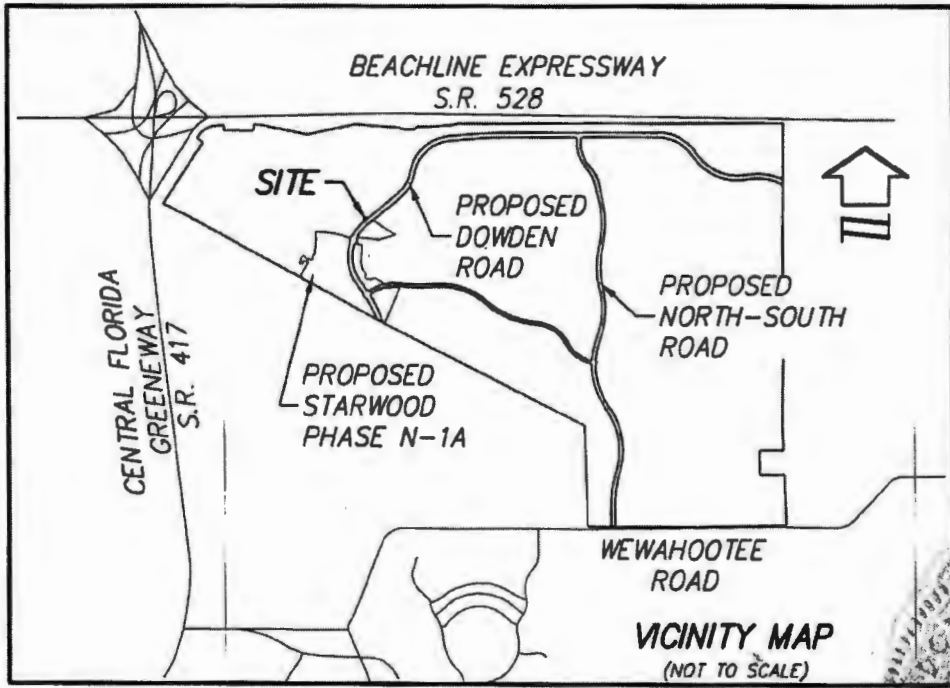 BEACHLINE EXPRESSWAY
S.R. 528
SITE
PROPOSED
DOWDEN
ROAD
PROPOSED
NORTH-SOUTH
ROAD
CENTRAL FLORIDA
GREENEWAY
S.R. 417
PROPOSED
STARWOOD
PHASE N-1A
WEWAHOOTEE
ROAD
VICINITY MAP
(NOT TO SCALE)